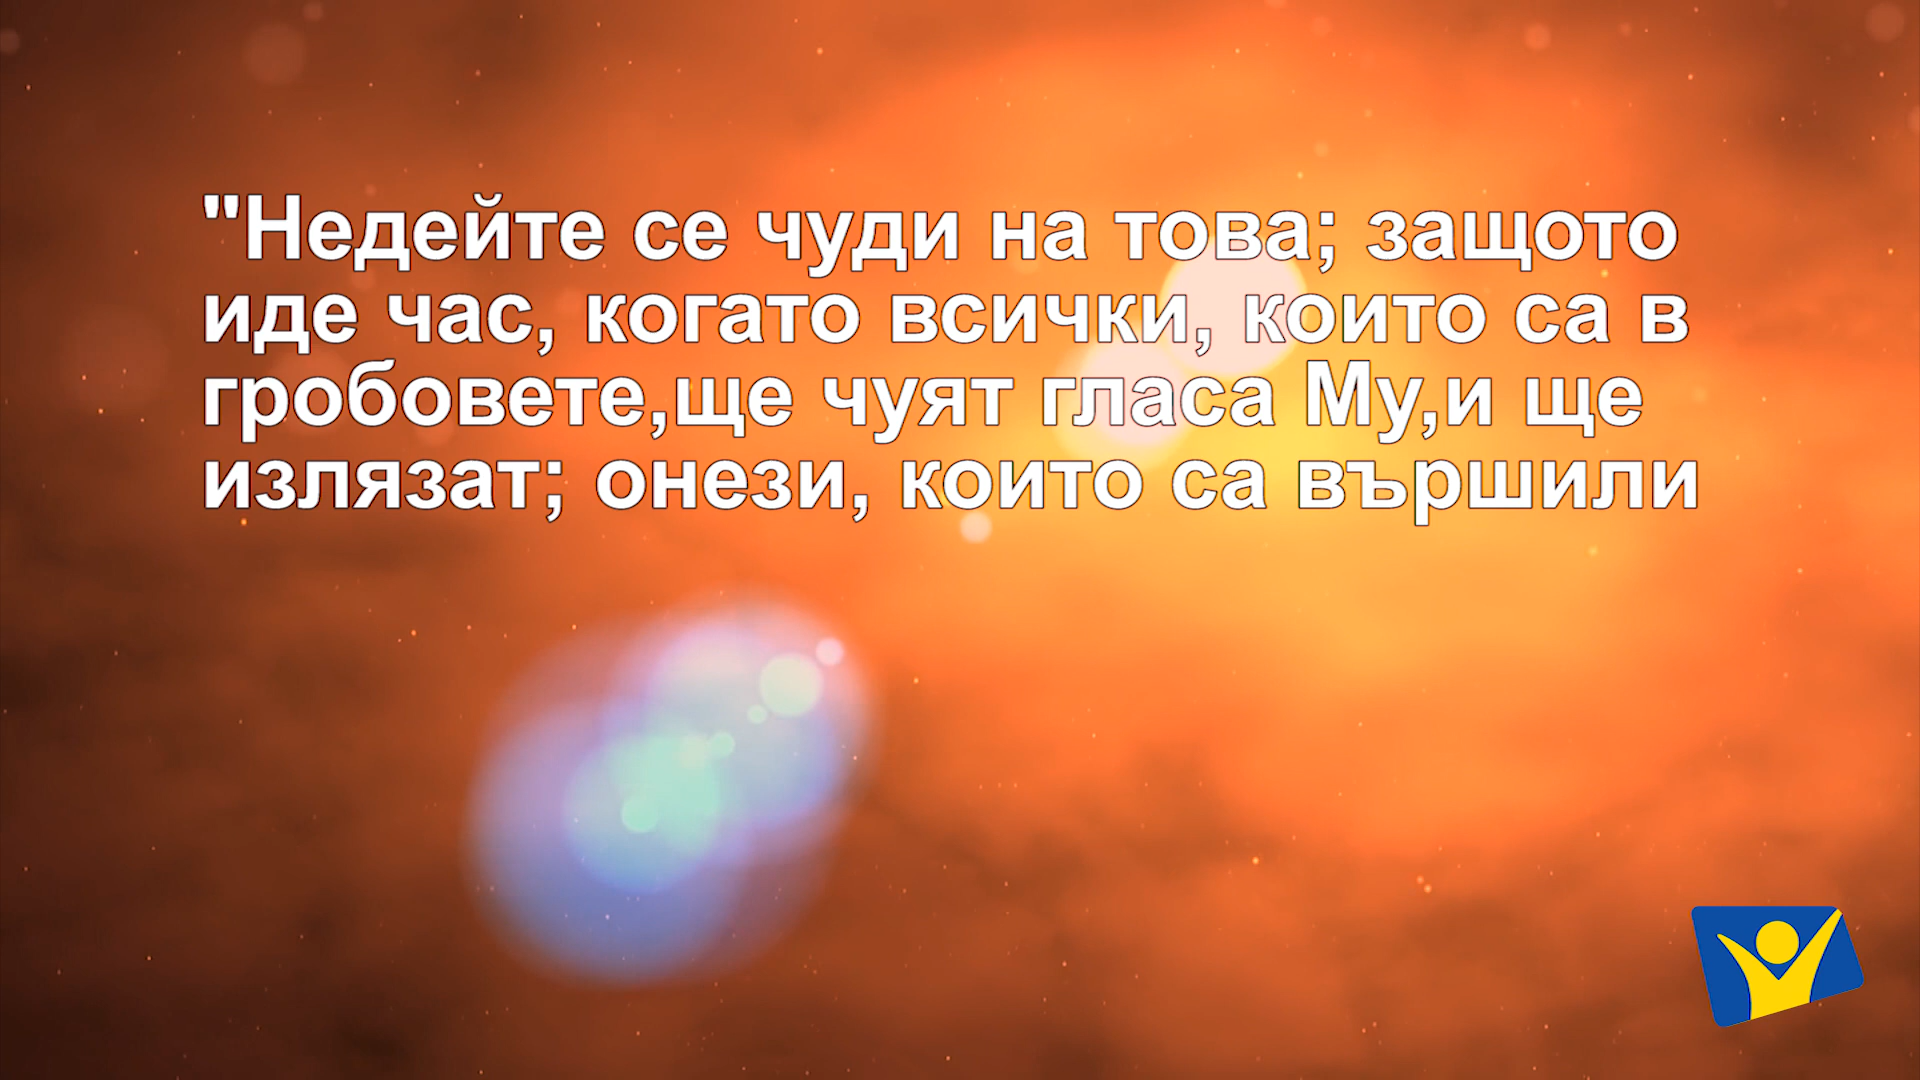 "Недейте се чуди на това; защото
иде час, когато всички, които са в
гробовете,ще чуят гласа Му,и ще
излязат; онези, които са вършили